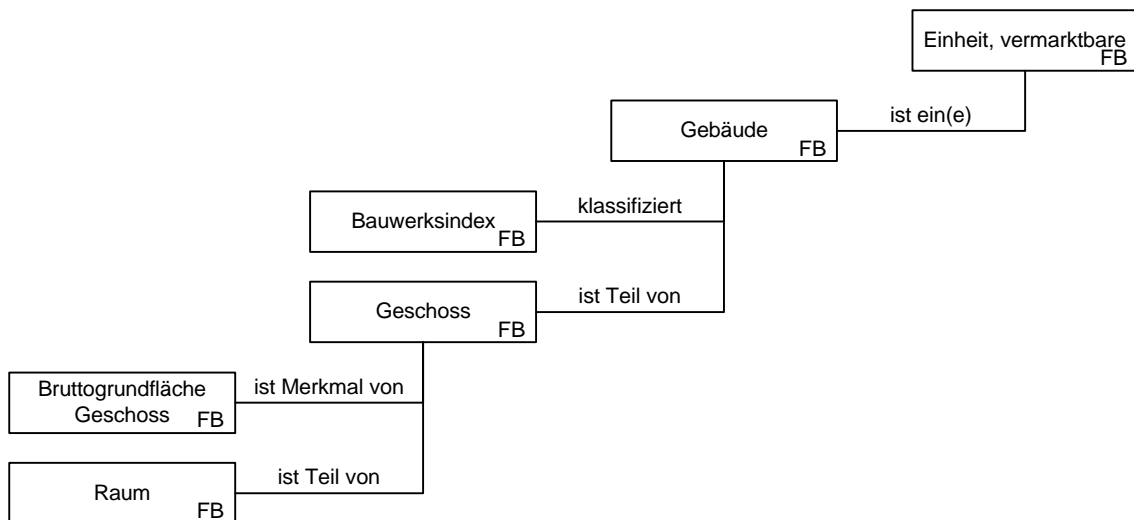 Einheit, vermarktbare
FB
ist ein(e)
Gebäude
FB
klassifiziert
Bauwerksindex
FB
ist Teil von
Geschoss
FB
Bruttogrundfläche
Geschoss
FB
ist Merkmal von
ist Teil von
Raum
FB